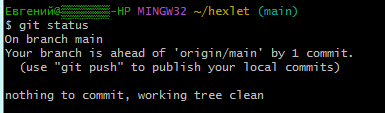 Евгений@ -HP MINGW32 ~/hexlet (main)
$ git status
On branch main
Your branch is ahead of 'origin/main' by 1 commit.
(use "git push" to publish your local commits)
nothing to commit, working tree clean